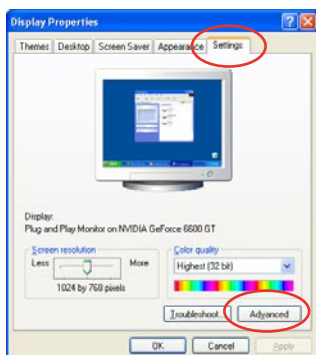 Display Properties
Themes Desktop Screen Saver Appearance Settings
Display:
Plug and Play Monitor on NVIDIA GeForce 6600 GT
Screen resolution
Less More
1024 by 768 pixels
Color quality
Highest (32 bit)
Troubleshoot... Advanced
OK Cancel Apply